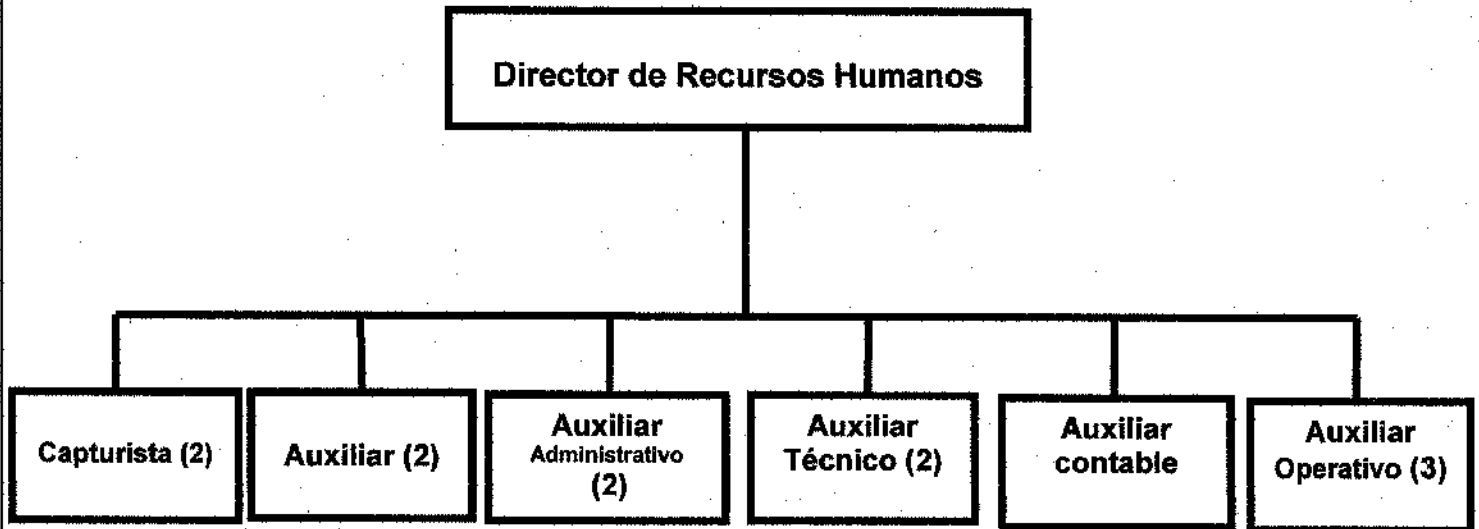 Director de Recursos Humanos
Capturista (2)
Auxiliar (2)
Auxiliar
Administrativo
(2)
Auxiliar
Técnico (2)
Auxiliar
contable
Auxiliar
Operativo (3)